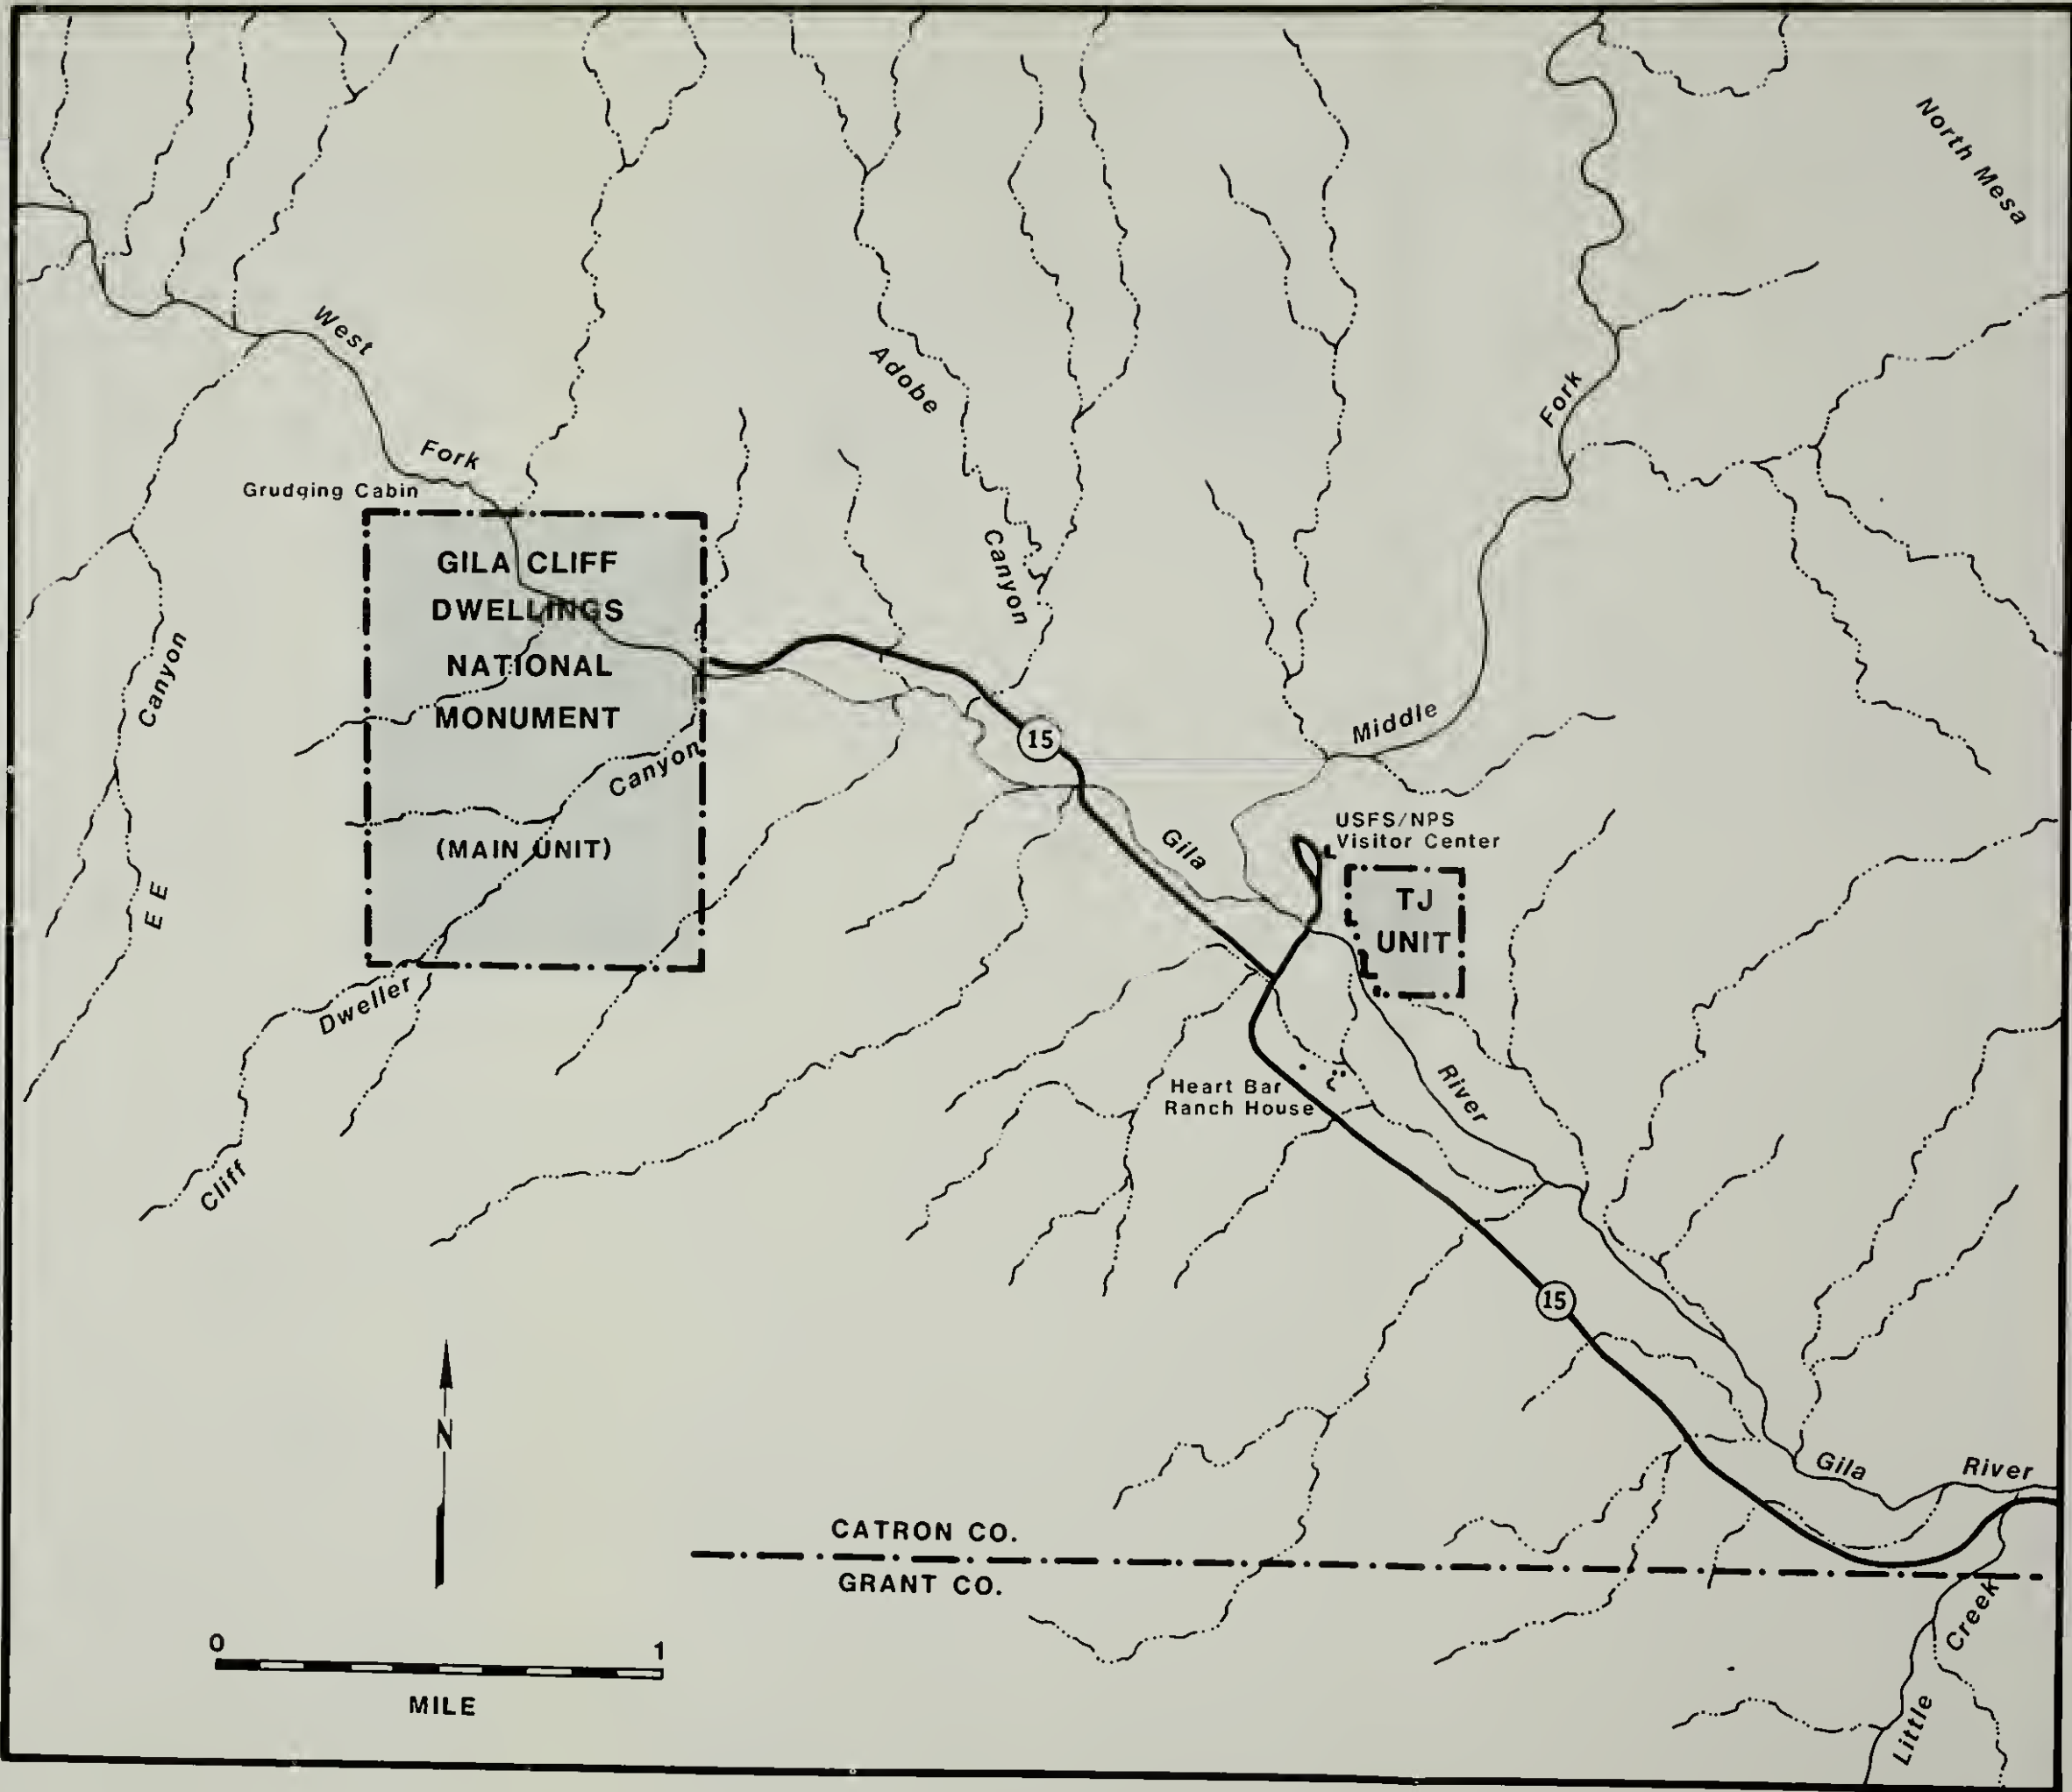 North Mesa
West
Fork
Adobe
Canyon
Fork
Grudging Cabin
GILA CLIFF
DWELLINGS
NATIONAL
MONUMENT
(MAIN UNIT)
Canyon
EE
Canyon
Dweller
Cliff
15
Middle
Gila
USFS/NPS
Visitor Center
TJ
UNIT
River
Heart Bar
Ranch House
15
Gila River
CATRON CO.
GRANT CO.
Creek
Little
N
0 1
MILE